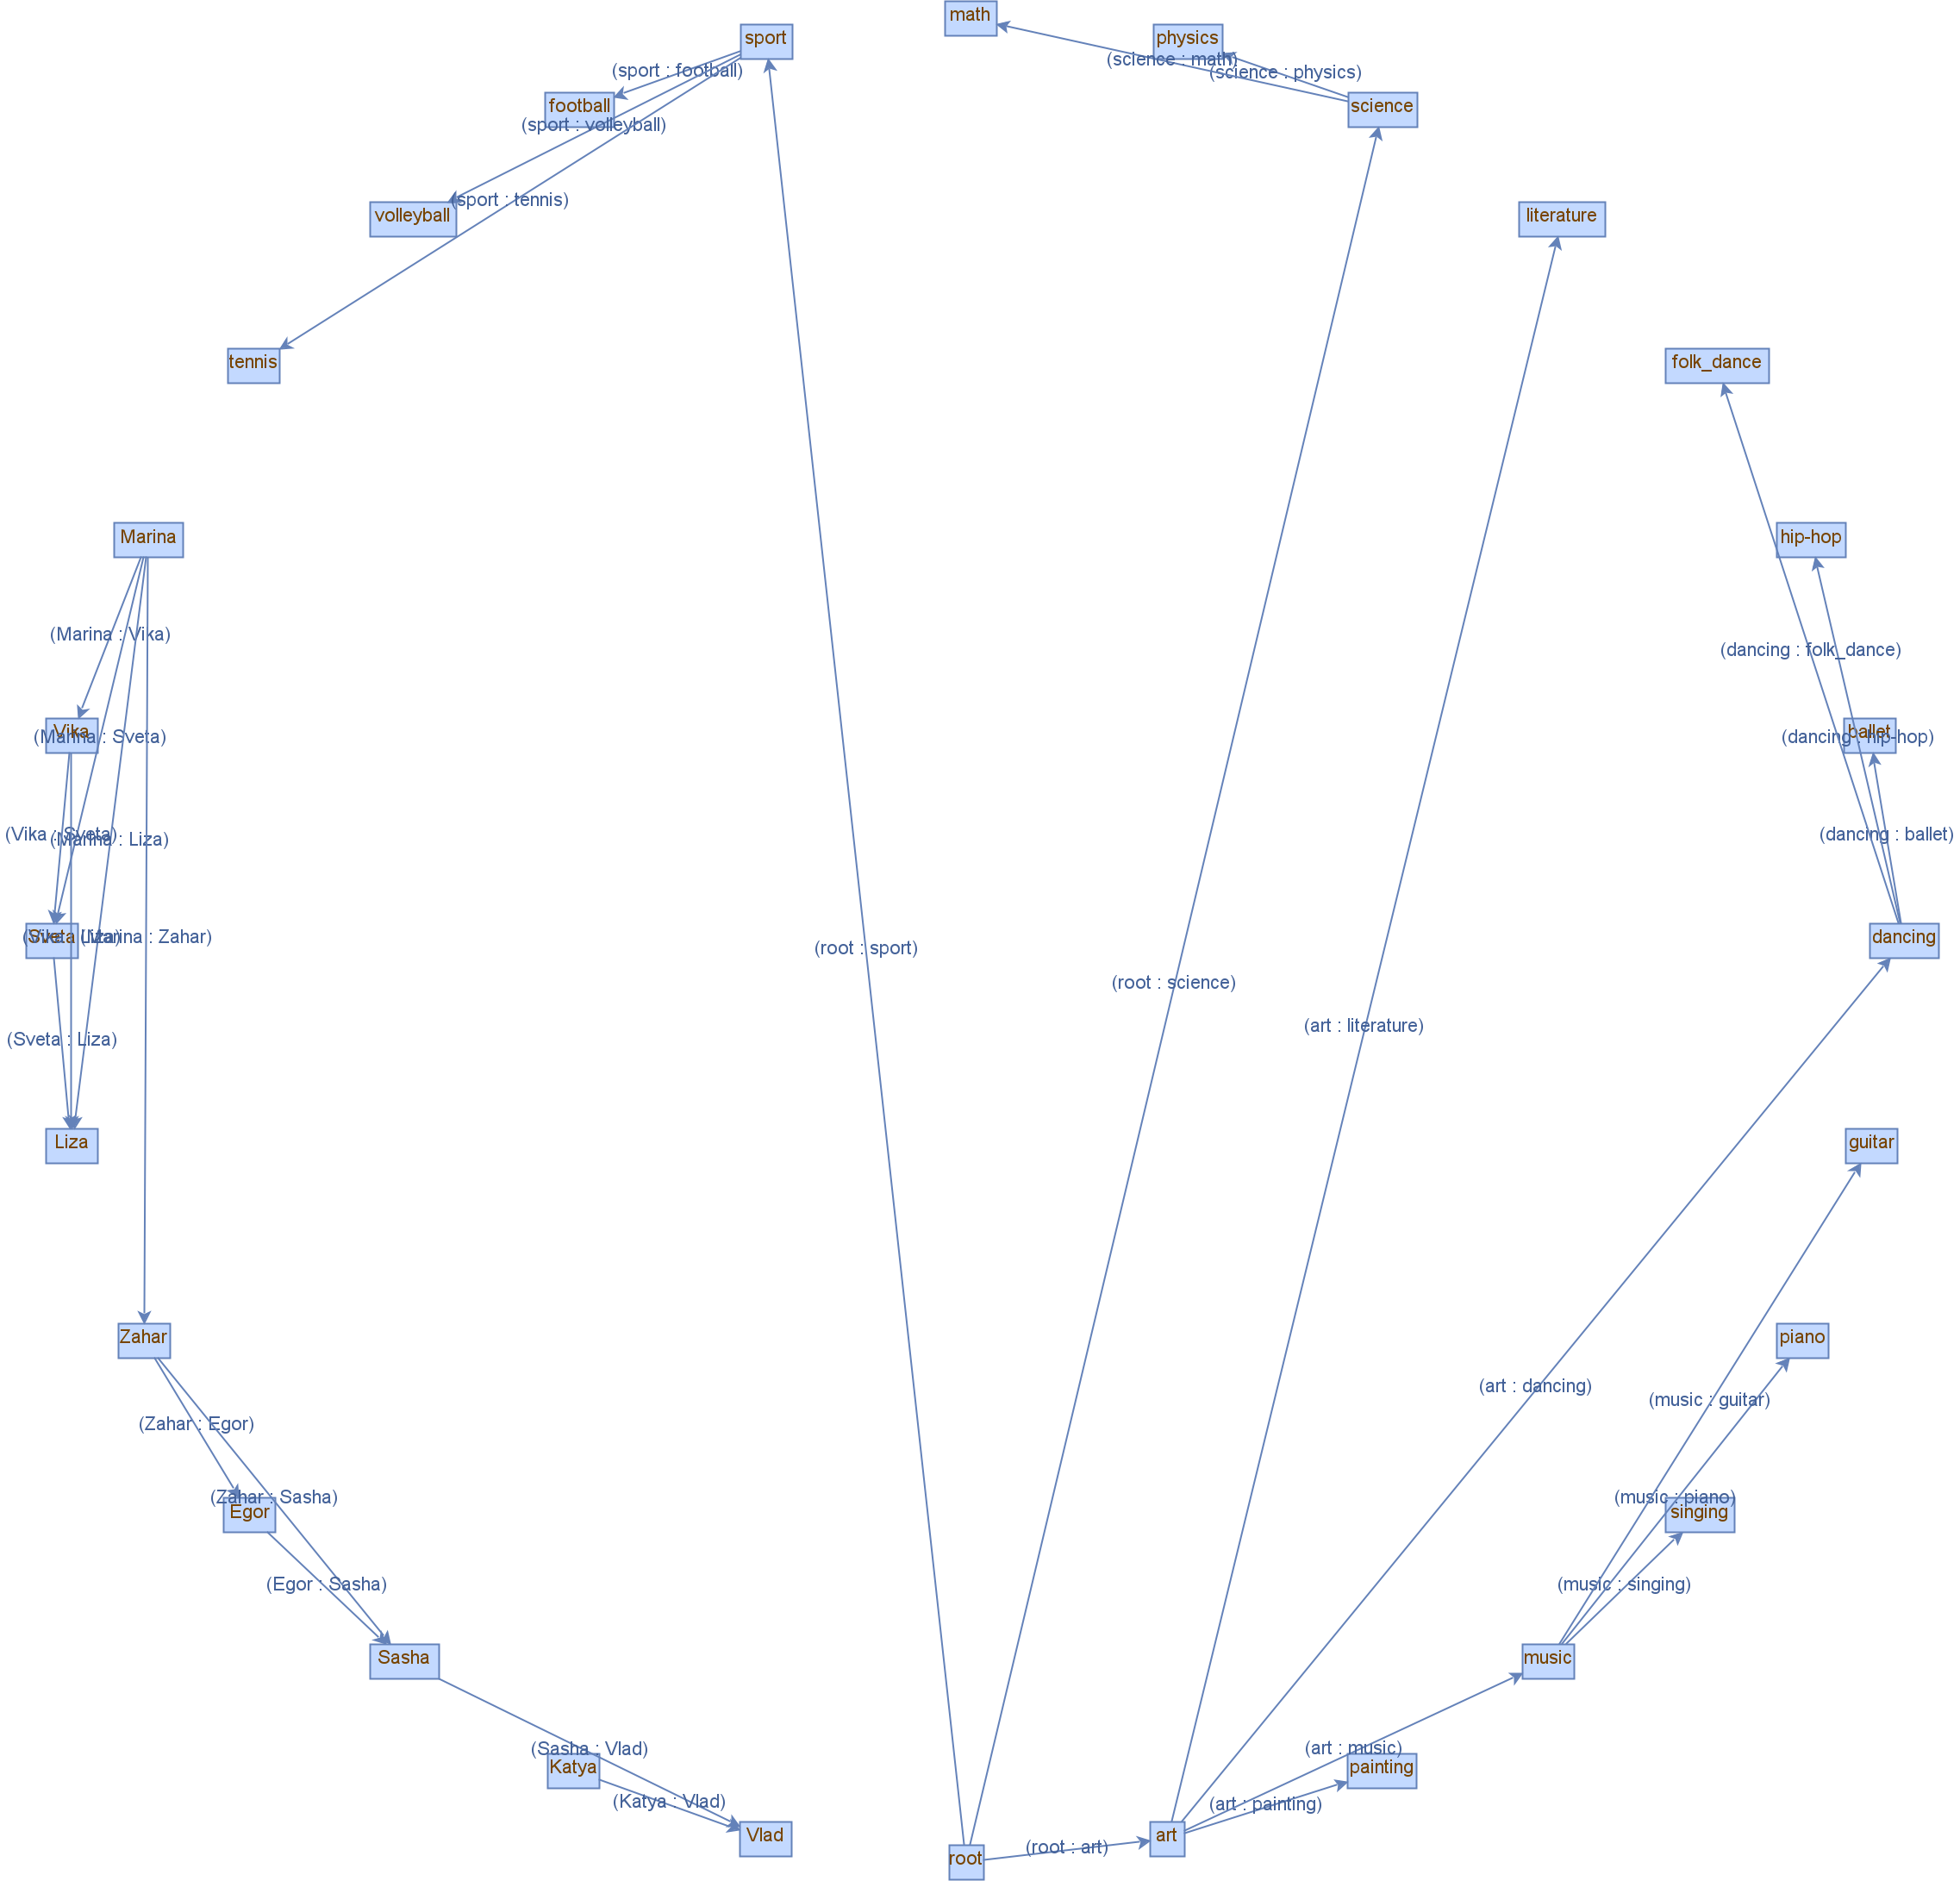 math
sport
physics
(science : math)
(sport : football)
(science : physics)
football
science
(sport : volleyball)
(sport : tennis)
volleyball
literature
tennis
folk_dance
Marina
hip-hop
(Marina : Vika)
(dancing : folk_dance)
Vika
ballet
(Marina : Sveta)
(dancing : hip-hop)
(Vika : Sveta)
(Marina : Liza)
(dancing : ballet)
Sveta
(Vika : Liza)
(Marina : Zahar)
dancing
(root : sport)
(root : science)
(art : literature)
(Sveta : Liza)
Liza
guitar
Zahar
piano
(art : dancing)
(music : guitar)
(Zahar : Egor)
(Zahar : Sasha)
(music : piano)
Egor
singing
(Egor : Sasha)
(music : singing)
Sasha
music
(Sasha : Vlad)
(art : music)
Katya
painting
(Katya : Vlad)
(art : painting)
Vlad
art
(root : art)
root